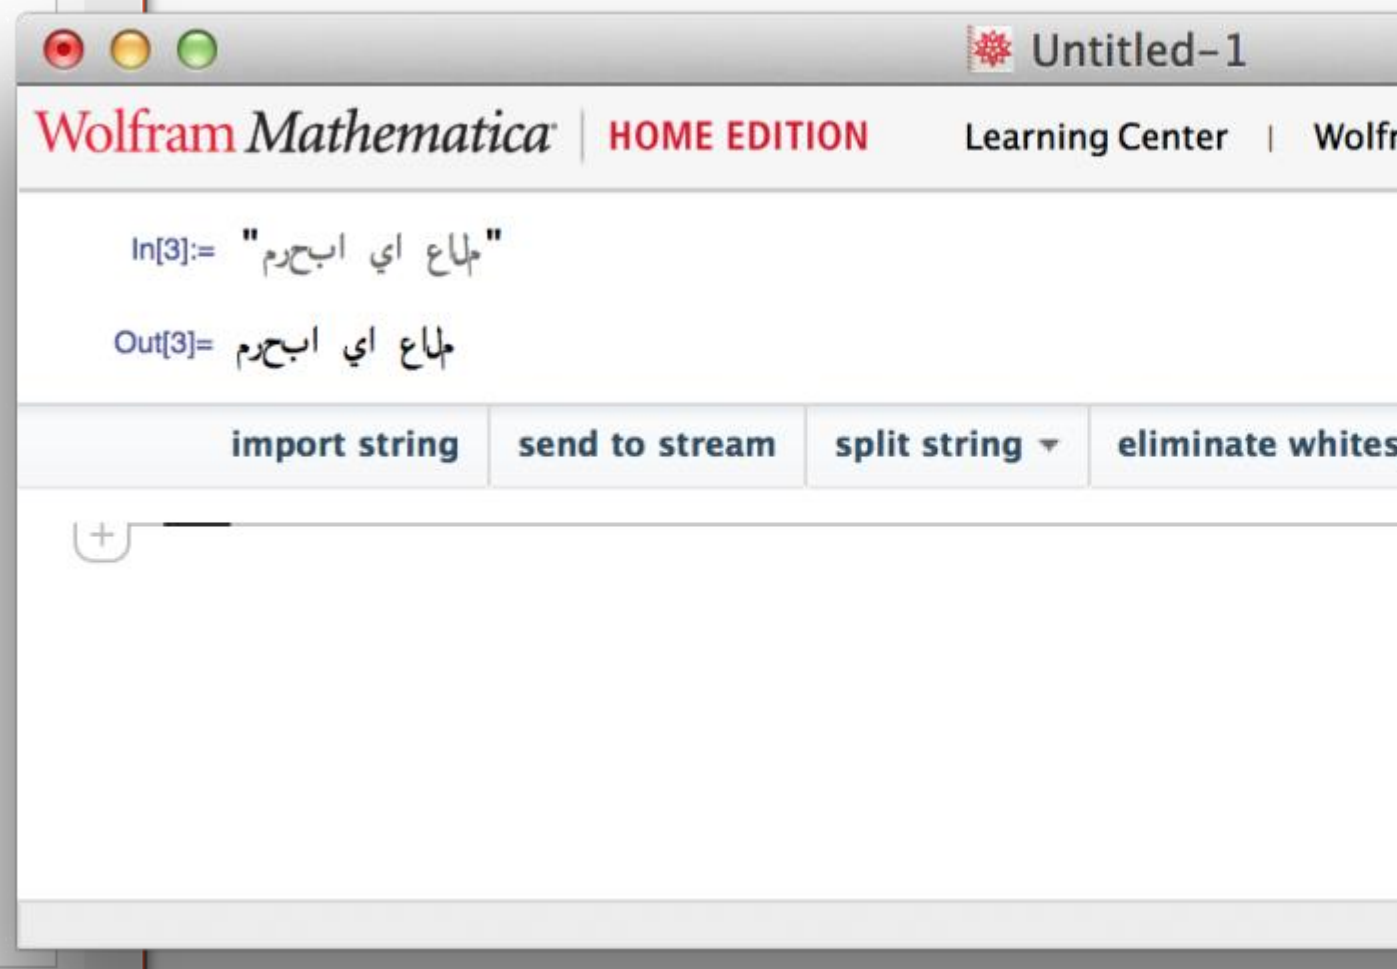 Untitled-1
Wolfram Mathematica | HOME EDITION Learning Center | Wolfr
In[3]:= "ملاع اي ابحرم"
Out[3]= ملاع اي ابحرم
import string send to stream split string eliminate whites